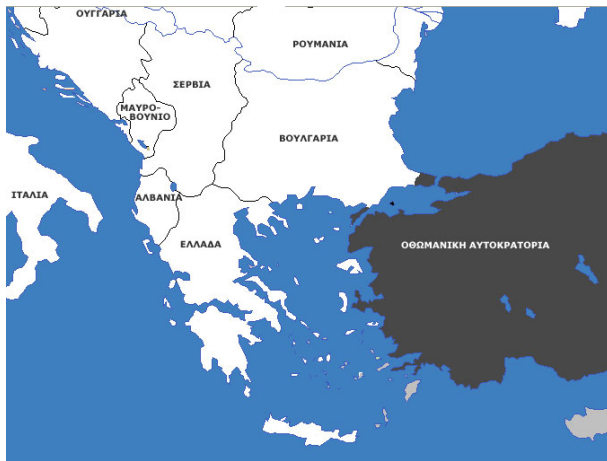 ΟΥΓΓΑΡΙΑ
ΡΟΥΜΑΝΙΑ
ΣΕΡΒΙΑ
ΜΑΥΡΟ-
ΒΟΥΝΙΟ
ΒΟΥΛΓΑΡΙΑ
ΙΤΑΛΙΑ
ΑΛΒΑΝΙΑ
ΕΛΛΑΔΑ
ΟΘΩΜΑΝΙΚΗ ΑΥΤΟΚΡΑΤΟΡΙΑ